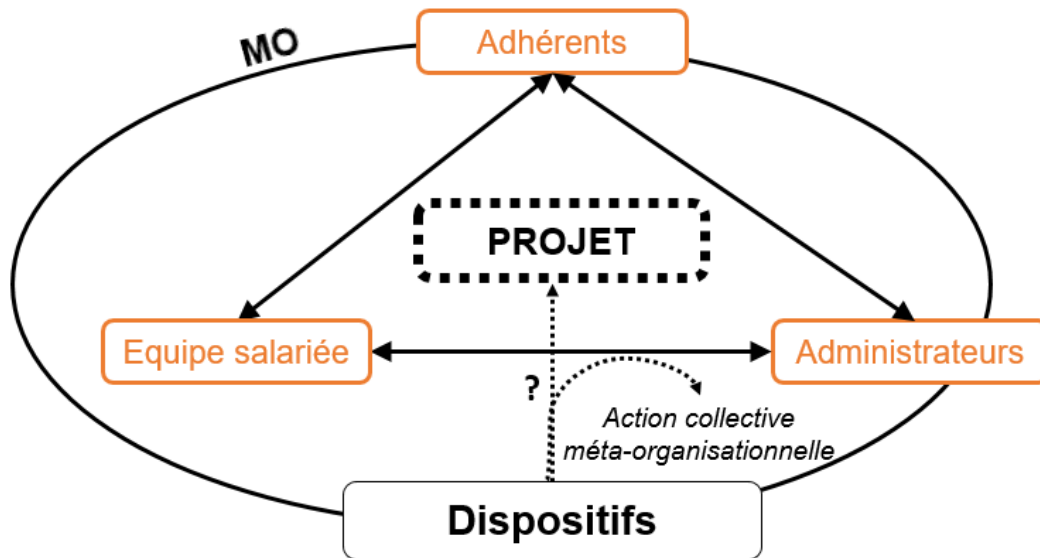 MO
Adhérents
PROJET
Equipe salariée
Administrateurs
?
Action collective
méta-organisationnelle
Dispositifs